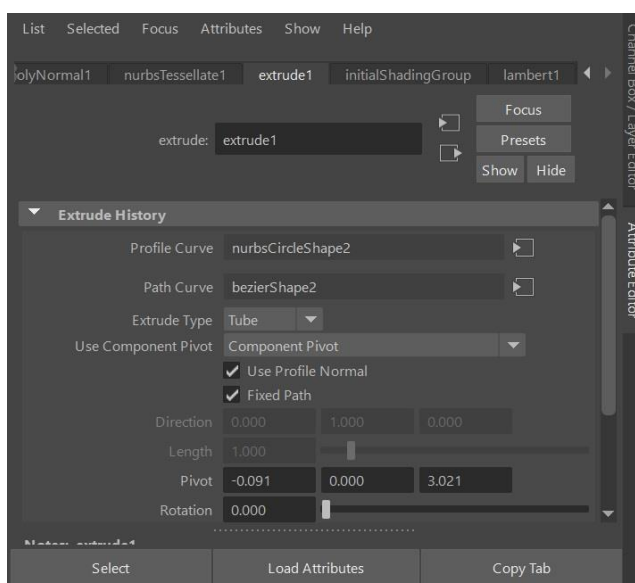 List Selected Focus Attributes Show Help
olyNormal1 nurbsTessellate1 extrude1 initialShadingGroup lambert1
Focus
extrude: extrude1
Presets
Show Hide
Extrude History
Profile Curve nurbsCircleShape2
Path Curve bezierShape2
Extrude Type Tube
Use Component Pivot Component Pivot
Use Profile Normal
Fixed Path
Direction 0.000 1.000 0.000
Length 1.000
Pivot -0.091 0.000 3.021
Rotation 0.000
Notes: extrude1
Select Load Attributes Copy Tab
Channel Box / Layer Editor
Attribute Editor